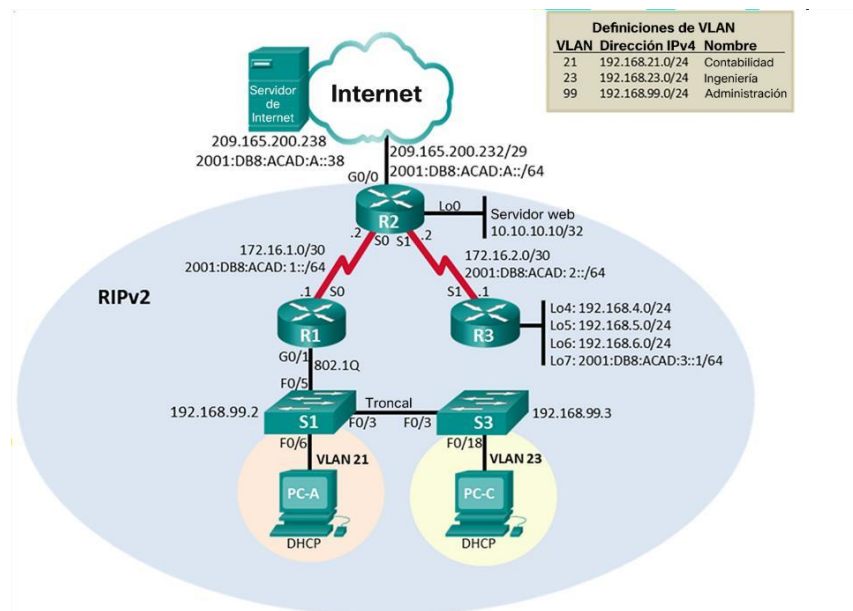 Definiciones de VLAN
VLAN Dirección IPv4 Nombre
21 192.168.21.0/24 Contabilidad
23 192.168.23.0/24 Ingeniería
99 192.168.99.0/24 Administración
Servidor
de
Internet
Internet
209.165.200.238
2001:DB8:ACAD:A::38
209.165.200.232/29
2001:DB8:ACAD:A::/64
G0/0
R2
Lo0
Servidor web
10.10.10.10/32
.2
S0
S1
.2
172.16.1.0/30
2001:DB8:ACAD: 1::/64
172.16.2.0/30
2001:DB8:ACAD: 2::/64
RIPv2
.1
S0
S1
.1
R1
R3
Lo4: 192.168.4.0/24
Lo5: 192.168.5.0/24
Lo6: 192.168.6.0/24
Lo7: 2001:DB8:ACAD:3::1/64
G0/1
802.1Q
F0/5
Troncal
192.168.99.2
S1
F0/3
F0/3
S3
192.168.99.3
F0/6
VLAN 21
F0/18
VLAN 23
PC-A
PC-C
DHCP
DHCP